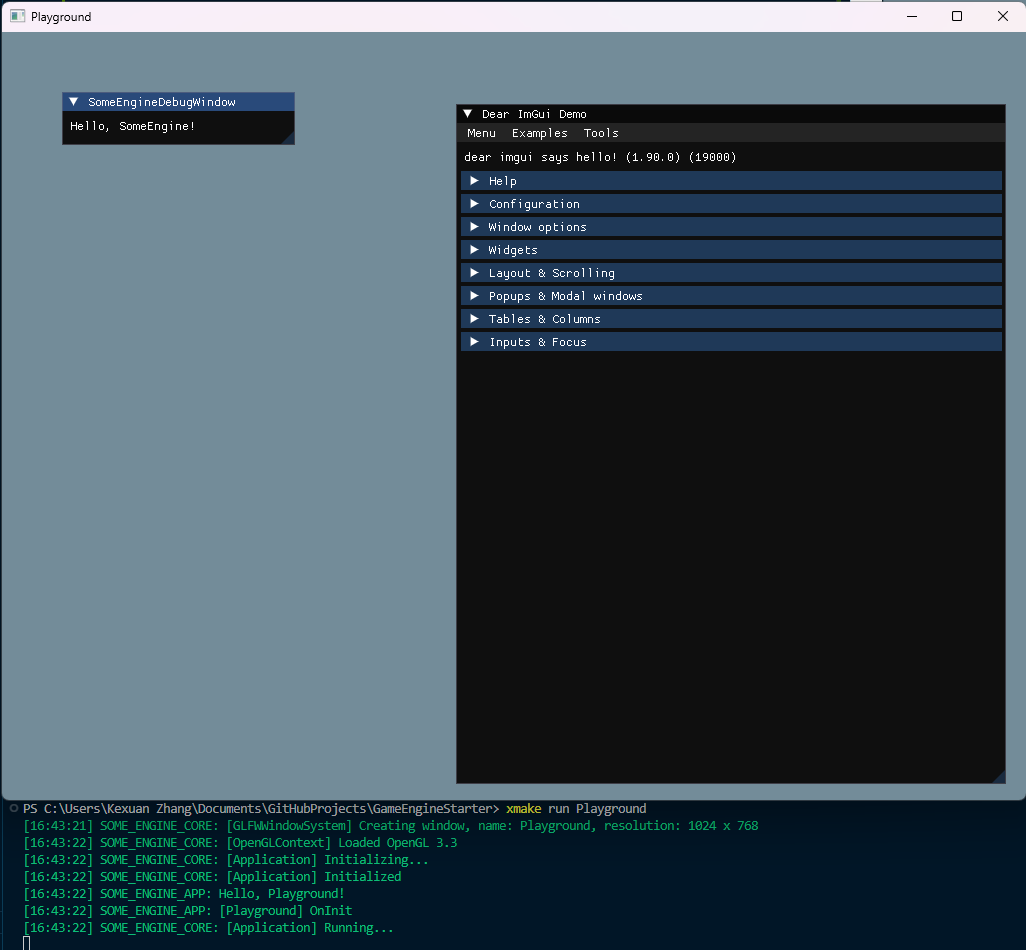 Playground
SomeEngineDebugWindow
Hello, SomeEngine!
Dear ImGui Demo
Menu Examples Tools
dear imgui says hello! (1.90.0) (19000)
Help
Configuration
Window options
Widgets
Layout & Scrolling
Popups & Modal windows
Tables & Columns
Inputs & Focus
PS C:\Users\Kexuan Zhang\Documents\GitHubProjects\GameEngineStarter> xmake run Playground
[16:43:21] SOME_ENGINE_CORE: [GLFWWindowSystem] Creating window, name: Playground, resolution: 1024 x 768
[16:43:22] SOME_ENGINE_CORE: [OpenGLContext] Loaded OpenGL 3.3
[16:43:22] SOME_ENGINE_CORE: [Application] Initializing...
[16:43:22] SOME_ENGINE_CORE: [Application] Initialized
[16:43:22] SOME_ENGINE_APP: Hello, Playground!
[16:43:22] SOME_ENGINE_APP: [Playground] OnInit
[16:43:22] SOME_ENGINE_CORE: [Application] Running...